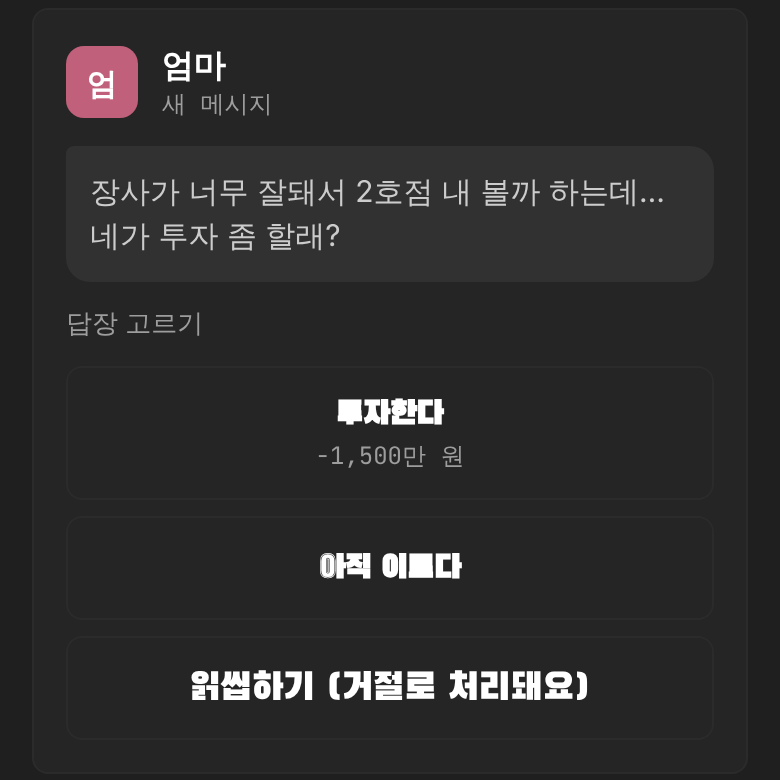 엄
엄마
새 메시지
장사가 너무 잘돼서 2호점 내 볼까 하는데...
네가 투자 좀 할래?
답장 고르기
투자한다
-1,500만 원
아직 이르다
읽씹하기 (거절로 처리돼요)